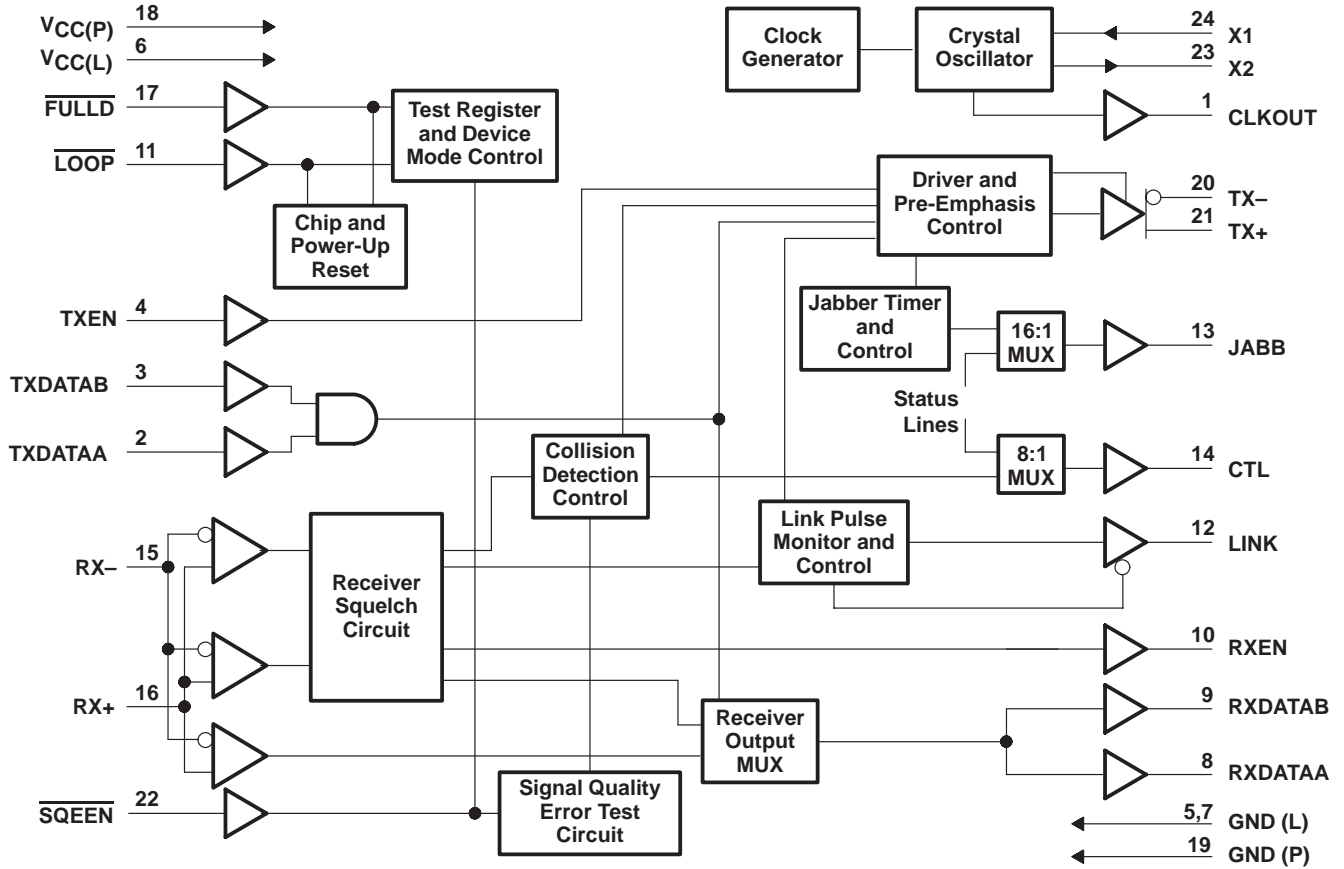 VCC(P) 18
VCC(L) 6
FULLD 17
LOOP 11
TXEN 4
TXDATAB 3
TXDATAA 2
RX– 15
RX+ 16
SQEEN 22
Test Register
and Device
Mode Control
Chip and
Power-Up
Reset
Receiver
Squelch
Circuit
Collision
Detection
Control
Signal Quality
Error Test
Circuit
Clock
Generator
Crystal
Oscillator
Driver and
Pre-Emphasis
Control
Jabber Timer
and
Control
16:1
MUX
Status
Lines
8:1
MUX
Link Pulse
Monitor and
Control
Receiver
Output
MUX
24 X1
23 X2
1 CLKOUT
20 TX–
21 TX+
13 JABB
14 CTL
12 LINK
10 RXEN
9 RXDATAB
8 RXDATAA
5,7 GND (L)
19 GND (P)